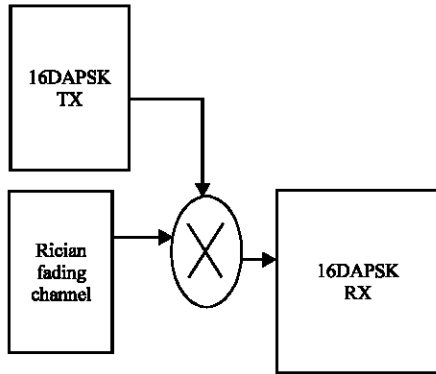 16DAPSK
TX
Rician
fading
channel
16DAPSK
RX